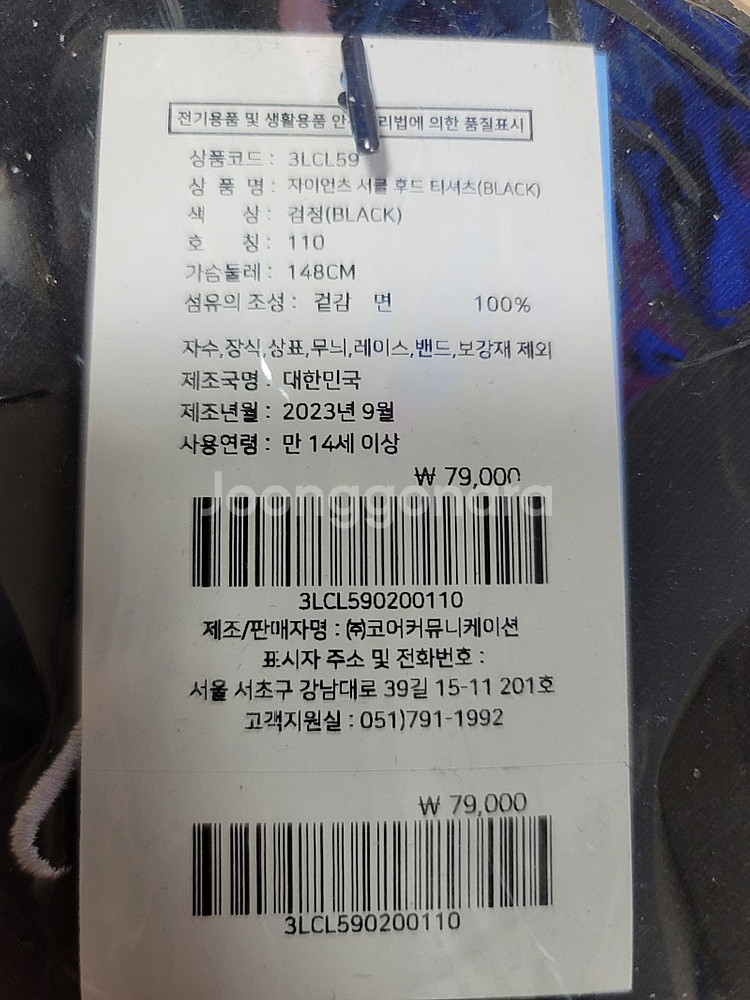 전기용품 및 생활용품 안 리법에 의한 품질표시
상품코드 : 3LCL59
상 품 명 : 자이언츠 서클 후드 티셔츠(BLACK)
색 상 : 검정(BLACK)
호 칭 : 110
가슴둘레 : 148CM
섬유의 조성 : 겉감 면 100%
자수,장식,상표,무늬,레이스,밴드,보강재 제외
제조국명 : 대한민국
제조년월 : 2023년 9월
사용연령 : 만 14세 이상
₩ 79,000
Joonggonara
3LCL590200110
제조/판매자명 : ㈜코어커뮤니케이션
표시자 주소 및 전화번호 :
서울 서초구 강남대로 39길 15-11 201호
고객지원실 : 051)791-1992
₩ 79,000
3LCL590200110